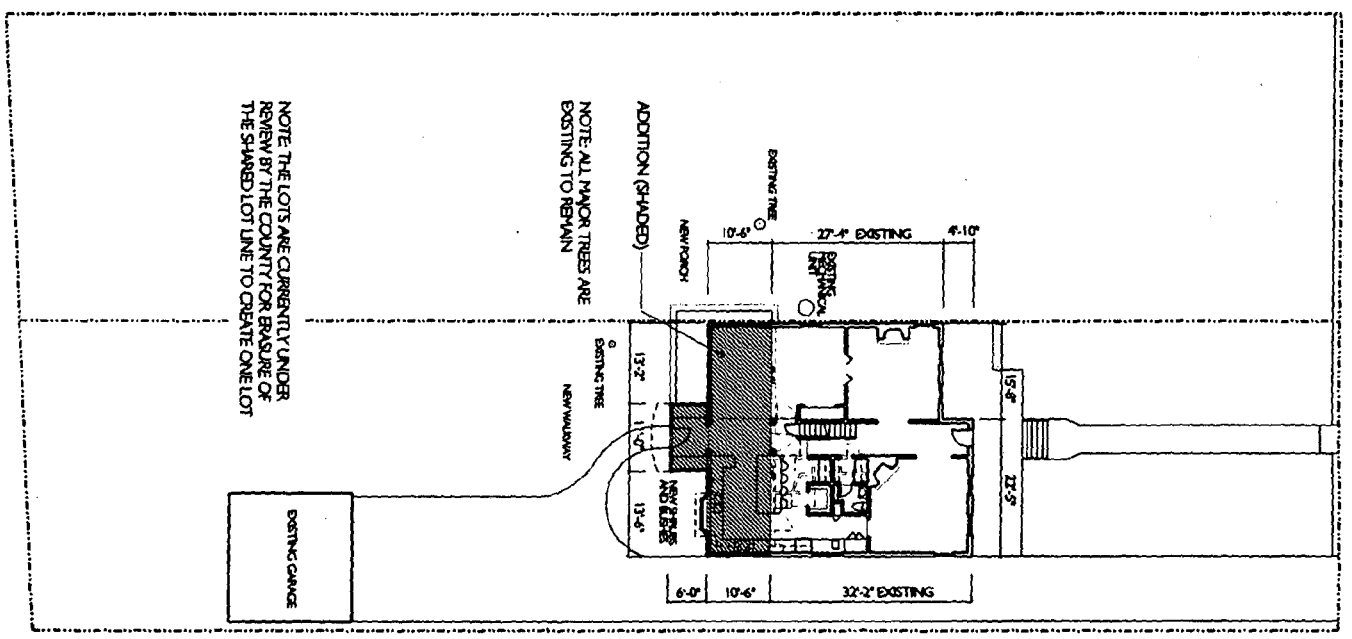 NOTE: THE LOTS ARE CURRENTLY UNDER
REVIEW BY THE COUNTY FOR ERASURE OF
THE SHARED LOT LINE TO CREATE ONE LOT
NOTE: ALL MAJOR TREES ARE
EXISTING TO REMAIN
ADDITION (SHADED)
EXISTING TREE
NEW PORCH
10'-6"
27'-4" EXISTING
4'-10"
EXISTING
MECHANICAL
UNIT
EXISTING TREE
NEW WALKWAY
13'-2"
11'-0"
13'-6"
15'-8"
22'-5"
NEW SHRUBS
AND BUSHES
EXISTING GARAGE
6'-0"
10'-6"
32'-2" EXISTING